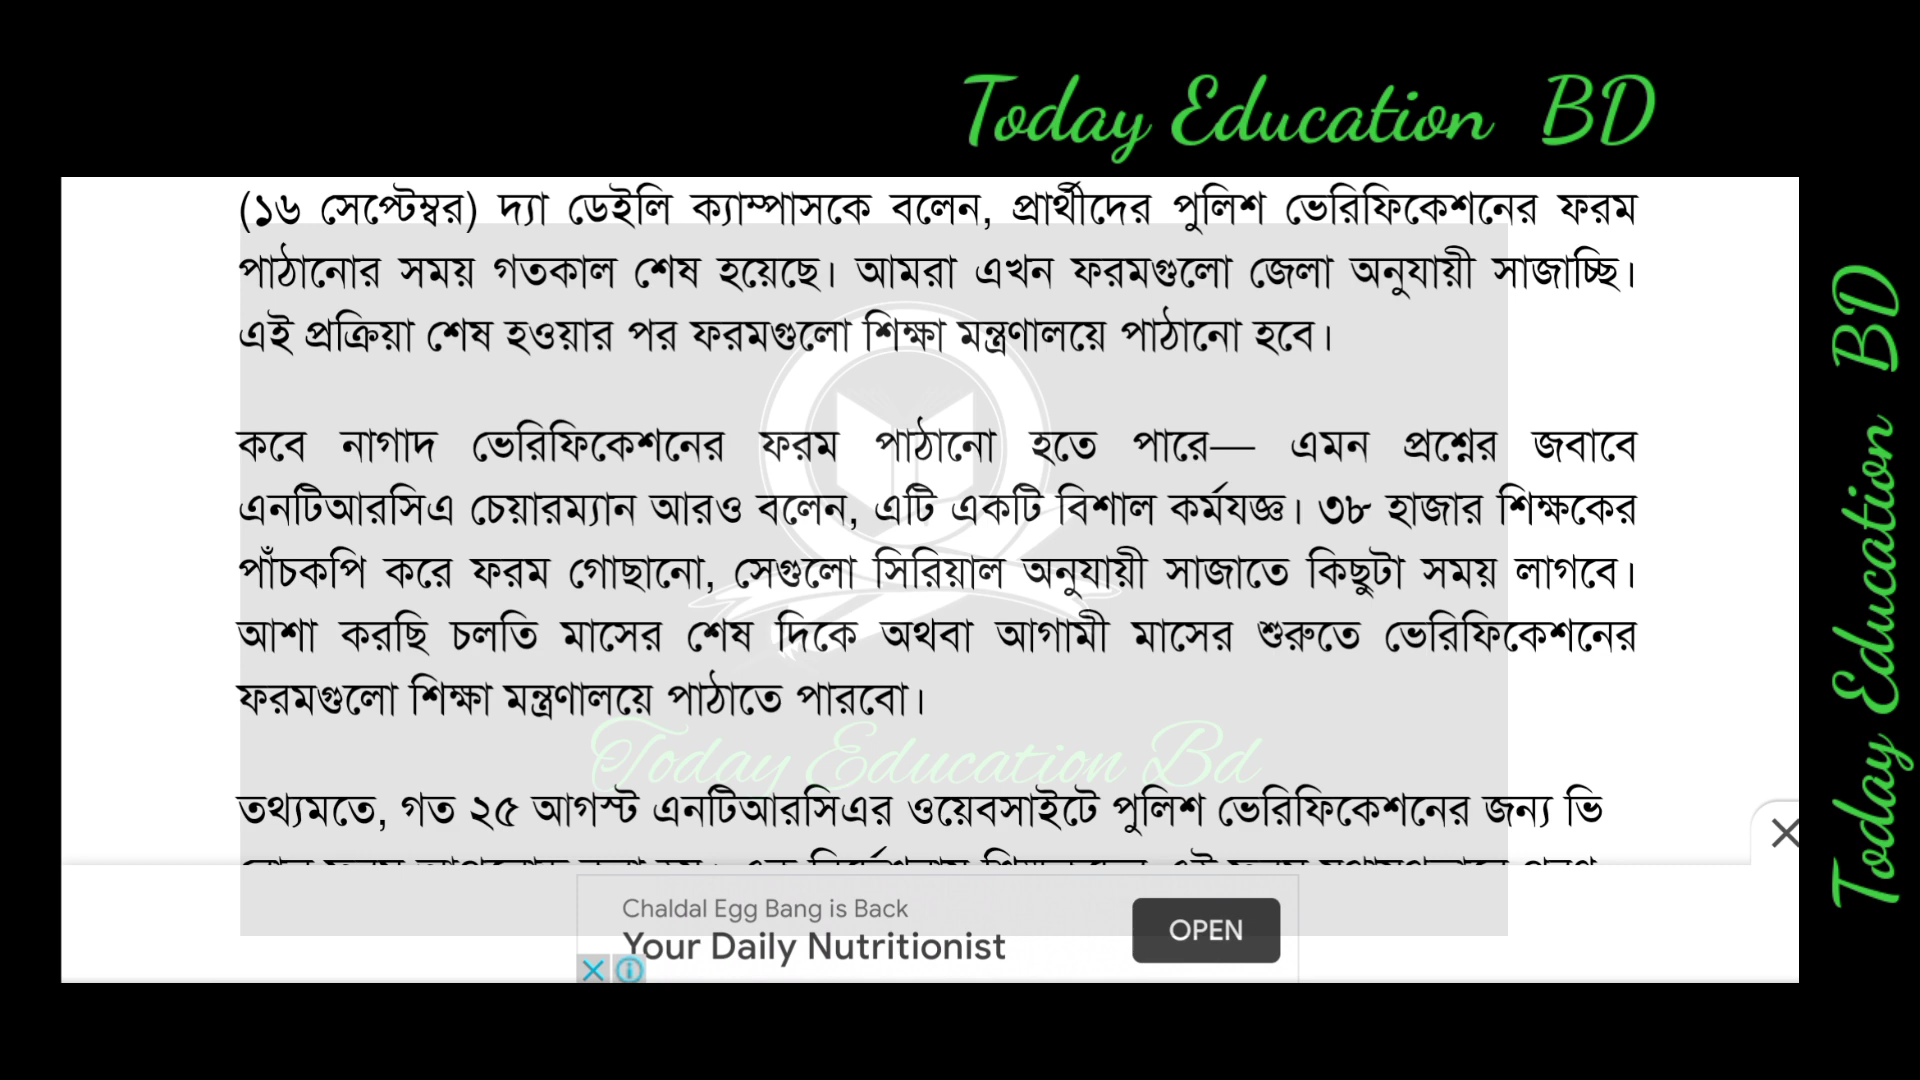 Today Education BD
(১৬ সেপ্টেম্বর) দ্যা ডেইলি ক্যাম্পাসকে বলেন, প্রার্থীদের পুলিশ ভেরিফিকেশনের ফরম
পাঠানোর সময় গতকাল শেষ হয়েছে। আমরা এখন ফরমগুলো জেলা অনুযায়ী সাজাচ্ছি।
এই প্রক্রিয়া শেষ হওয়ার পর ফরমগুলো শিক্ষা মন্ত্রণালয়ে পাঠানো হবে।
কবে নাগাদ ভেরিফিকেশনের ফরম পাঠানো হতে পারে— এমন প্রশ্নের জবাবে
এনটিআরসিএ চেয়ারম্যান আরও বলেন, এটি একটি বিশাল কর্মযজ্ঞ। ৩৮ হাজার শিক্ষকের
পাঁচকপি করে ফরম গোছানো, সেগুলো সিরিয়াল অনুযায়ী সাজাতে কিছুটা সময় লাগবে।
আশা করছি চলতি মাসের শেষ দিকে অথবা আগামী মাসের শুরুতে ভেরিফিকেশনের
ফরমগুলো শিক্ষা মন্ত্রণালয়ে পাঠাতে পারবো।
Today Education Bd
তথ্যমতে, গত ২৫ আগস্ট এনটিআরসিএর ওয়েবসাইটে পুলিশ ভেরিফিকেশনের জন্য ভি
Chaldal Egg Bang is Back
Your Daily Nutritionist
OPEN
Today Education BD